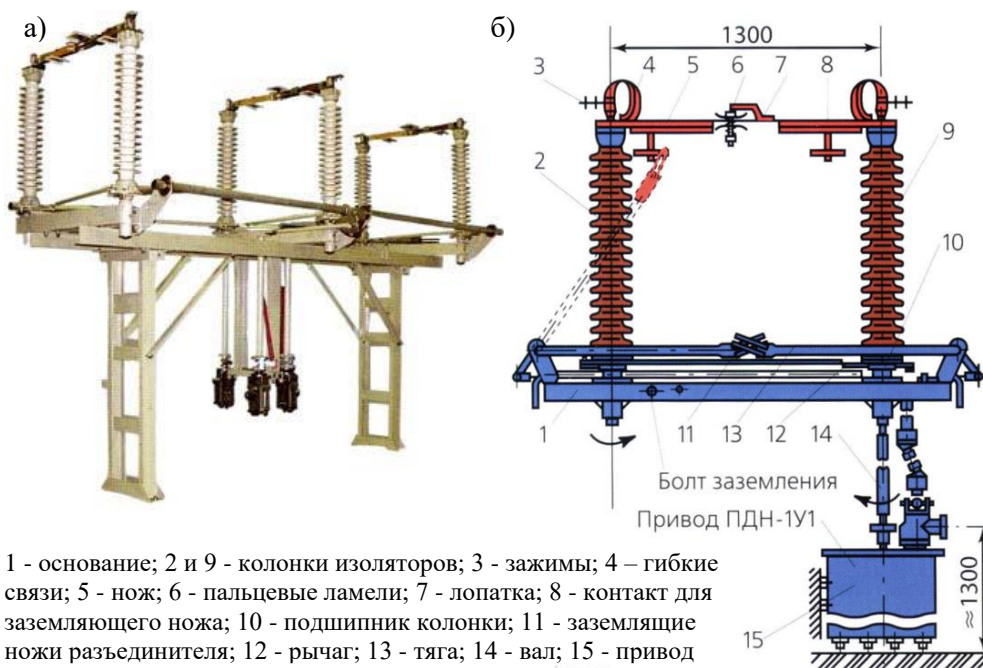 а)
б)
1300
3
4
5
6
7
8
2
9
10
1
11
13
12
14
Болт заземления
Привод ПДН-1У1
≈1300
15
1 - основание; 2 и 9 - колонки изоляторов; 3 - зажимы; 4 – гибкие
связи; 5 - нож; 6 - пальцевые ламели; 7 - лопатка; 8 - контакт для
заземляющего ножа; 10 - подшипник колонки; 11 - заземлящие
ножи разъединителя; 12 - рычаг; 13 - тяга; 14 - вал; 15 - привод